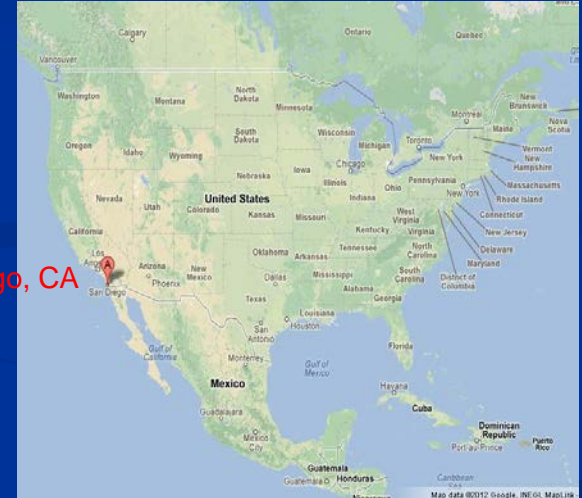 Calgary
Ontario
Quebec
Vancouver
Washington
Montana
North
Dakota
Minnesota
Montreal
New
Brunswick
Maine
Nova
Scotia
Oregon
Idaho
Wyoming
South
Dakota
Wisconsin
Michigan
Toronto
New York
Vermont
New
Hampshire
Massachusetts
Rhode Island
Connecticut
New Jersey
Delaware
Maryland
District of
Columbia
Nevada
Utah
Colorado
Nebraska
Iowa
Chicago
Illinois
Indiana
Ohio
Pennsylvania
New York
United States
Kansas
Missouri
West
Virginia
Virginia
Kentucky
California
Los
A
Arizona
Phoenix
New
Mexico
Oklahoma
Arkansas
Tennessee
North
Carolina
South
Carolina
go, CA
San Diego
Dallas
Mississippi
Alabama
Georgia
Texas
Louisiana
San
Antonio
Houston
Florida
Gulf of
California
Monterrey
Gulf of
Mexico
Mexico
Havana
Cuba
Guadalajara
Mexico
City
Dominican
Republic
Port-au-Prince
Puerto
Rico
Guatemala
Guatemala
Honduras
Caribbean
Map data ©2012 Google, INEGI, MapLink